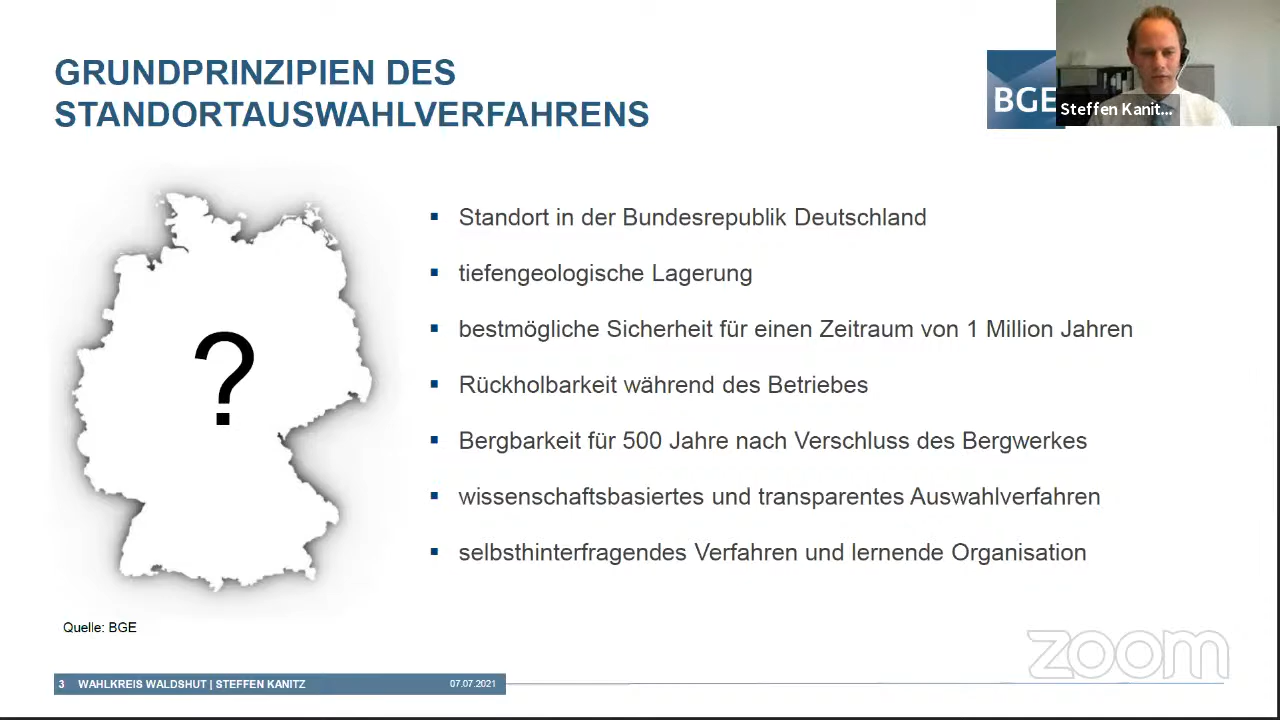 GRUNDPRINZIPIEN DES
STANDORTAUSWAHLVERFAHRENS
BGE
Steffen Kanit...
Standort in der Bundesrepublik Deutschland
tiefengeologische Lagerung
bestmögliche Sicherheit für einen Zeitraum von 1 Million Jahren
Rückholbarkeit während des Betriebes
Bergbarkeit für 500 Jahre nach Verschluss des Bergwerkes
wissenschaftsbasiertes und transparentes Auswahlverfahren
selbsthinterfragendes Verfahren und lernende Organisation
?
Quelle: BGE
zoom
3 WAHLKREIS WALDSHUT | STEFFEN KANITZ 07.07.2021